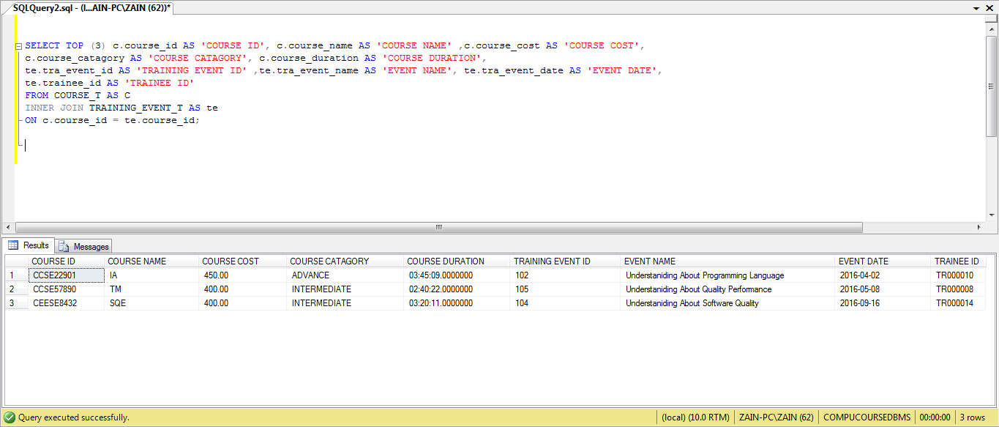 SQLQuery2.sql - (l...AIN-PC\ZAIN (62))*
SELECT TOP (3) c.course_id AS 'COURSE ID', c.course_name AS 'COURSE NAME' ,c.course_cost AS 'COURSE COST',
c.course_catagory AS 'COURSE CATAGORY', c.course_duration AS 'COURSE DURATION',
te.tra_event_id AS 'TRAINING EVENT ID' ,te.tra_event_name AS 'EVENT NAME', te.tra_event_date AS 'EVENT DATE',
te.trainee_id AS 'TRAINEE ID'
FROM COURSE_T AS C
INNER JOIN TRAINING_EVENT_T AS te
ON c.course_id = te.course_id;
Results Messages
COURSE ID COURSE NAME COURSE COST COURSE CATAGORY COURSE DURATION TRAINING EVENT ID EVENT NAME EVENT DATE TRAINEE ID
1 CCSE22901 IA 450.00 ADVANCE 03:45:09.0000000 102 Understaniding About Programming Language 2016-04-02 TR000010
2 CCSE57890 TM 400.00 INTERMEDIATE 02:40:22.0000000 105 Understaniding About Quality Performance 2016-05-08 TR000008
3 CEESE8432 SQE 400.00 INTERMEDIATE 03:20:11.0000000 104 Understaniding About Software Quality 2016-09-16 TR000014
Query executed successfully. (local) (10.0 RTM) ZAIN-PC\ZAIN (62) COMPUCOURSEDBMS 00:00:00 3 rows